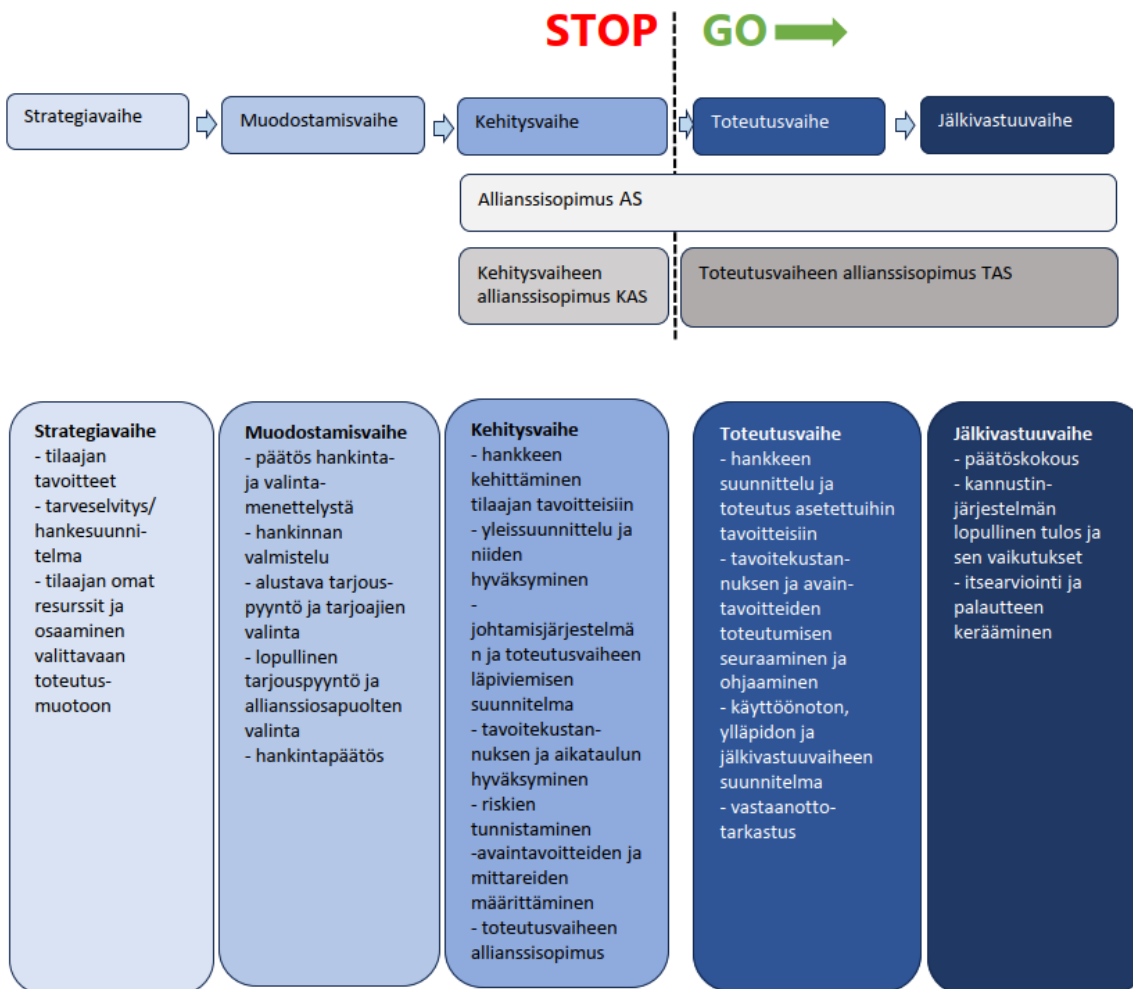 STOP GO
Strategiavaihe
Muodostamisvaihe
Kehitysvaihe
Toteutusvaihe
Jälkivastuuvaihe
Allianssisopimus AS
Kehitysvaiheen
allianssisopimus KAS
Toteutusvaiheen allianssisopimus TAS
Strategiavaihe
- tilaajan
tavoitteet
- tarveselvitys/
hankesuunni-
telma
- tilaajan omat
resurssit ja
osaaminen
valittavaan
toteutus-
muotoon
Muodostamisvaihe
- päätös hankinta-
ja valinta-
menettelystä
- hankinnan
valmistelu
- alustava tarjous-
pyyntö ja tarjoajien
valinta
- lopullinen
tarjouspyyntö ja
allianssiosapuolten
valinta
- hankintapäätös
Kehitysvaihe
- hankkeen
kehittäminen
tilaajan tavoitteisiin
- yleissuunnittelu ja
niiden
hyväksyminen
-
johtamisjärjestelmä
n ja toteutusvaiheen
läpiviemisen
suunnitelma
- tavoitekustan-
nuksen ja aikataulun
hyväksyminen
- riskien
tunnistaminen
-avaintavoitteiden ja
mittareiden
määrittäminen
- toteutusvaiheen
allianssisopimus
Toteutusvaihe
- hankkeen
suunnittelu ja
toteutus asetettuihin
tavoitteisiin
- tavoitekustan-
nuksen ja avain-
tavoitteiden
toteutumisen
seuraaminen ja
ohjaaminen
- käyttöönoton,
ylläpidon ja
jälkivastuuvaiheen
suunnitelma
- vastaanotto-
tarkastus
Jälkivastuuvaihe
- päätöskokous
- kannustin-
järjestelmän
lopullinen tulos ja
sen vaikutukset
- itsearviointi ja
palautteen
kerääminen